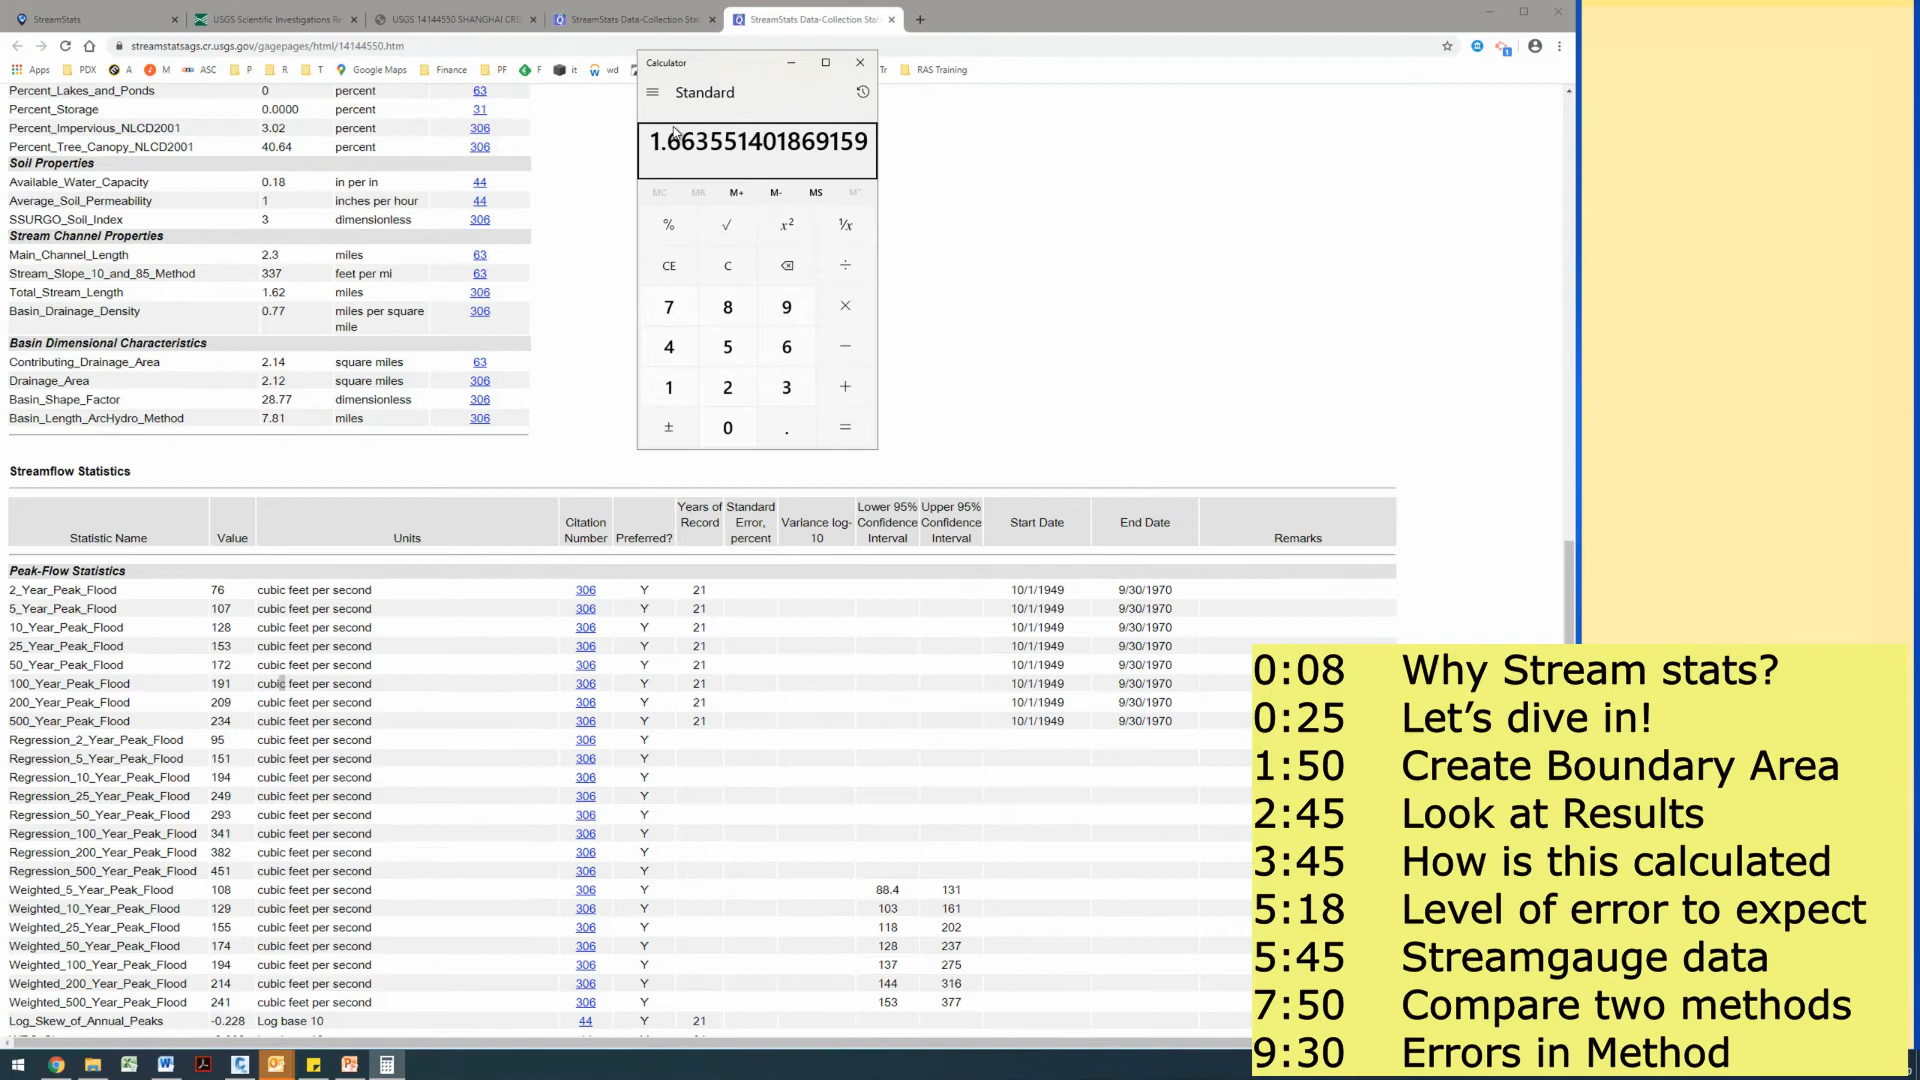 StreamStats
USGS Scientific Investigations Re
USGS 14144550 SHANGHAI CRE
StreamStats Data-Collection Stat
StreamStats Data-Collection Stat
streamstatsags.cr.usgs.gov/gagepages/html/14144550.htm
Apps PDX A M ASC P R T Google Maps Finance PF F it wd Tr RAS Training
Percent_Lakes_and_Ponds 0 percent 63
Percent_Storage 0.0000 percent 31
Percent_Impervious_NLCD2001 3.02 percent 306
Percent_Tree_Canopy_NLCD2001 40.64 percent 306
Soil Properties
Available_Water_Capacity 0.18 in per in 44
Average_Soil_Permeability 1 inches per hour 44
SSURGO_Soil_Index 3 dimensionless 306
Stream Channel Properties
Main_Channel_Length 2.3 miles 63
Stream_Slope_10_and_85_Method 337 feet per mi 63
Total_Stream_Length 1.62 miles 306
Basin_Drainage_Density 0.77 miles per square 306
mile
Basin Dimensional Characteristics
Contributing_Drainage_Area 2.14 square miles 63
Drainage_Area 2.12 square miles 306
Basin_Shape_Factor 28.77 dimensionless 306
Basin_Length_ArcHydro_Method 7.81 miles 306
Calculator
Standard
1.663551401869159
MC MR M+ M- MS M˅
% √ x² ¹/x
CE C ÷
7 8 9 ×
4 5 6 −
1 2 3 +
± 0 . =
Streamflow Statistics
Years of Standard Lower 95% Upper 95%
Citation Record Error, Variance log- Confidence Confidence Start Date End Date
Statistic Name Value Units Number Preferred? percent 10 Interval Interval Remarks
Peak-Flow Statistics
2_Year_Peak_Flood 76 cubic feet per second 306 Y 21 10/1/1949 9/30/1970
5_Year_Peak_Flood 107 cubic feet per second 306 Y 21 10/1/1949 9/30/1970
10_Year_Peak_Flood 128 cubic feet per second 306 Y 21 10/1/1949 9/30/1970
25_Year_Peak_Flood 153 cubic feet per second 306 Y 21 10/1/1949 9/30/1970
50_Year_Peak_Flood 172 cubic feet per second 306 Y 21 10/1/1949 9/30/1970
100_Year_Peak_Flood 191 cubic feet per second 306 Y 21 10/1/1949 9/30/1970
200_Year_Peak_Flood 209 cubic feet per second 306 Y 21 10/1/1949 9/30/1970
500_Year_Peak_Flood 234 cubic feet per second 306 Y 21 10/1/1949 9/30/1970
Regression_2_Year_Peak_Flood 95 cubic feet per second 306 Y
Regression_5_Year_Peak_Flood 151 cubic feet per second 306 Y
Regression_10_Year_Peak_Flood 194 cubic feet per second 306 Y
Regression_25_Year_Peak_Flood 249 cubic feet per second 306 Y
Regression_50_Year_Peak_Flood 293 cubic feet per second 306 Y
Regression_100_Year_Peak_Flood 341 cubic feet per second 306 Y
Regression_200_Year_Peak_Flood 382 cubic feet per second 306 Y
Regression_500_Year_Peak_Flood 451 cubic feet per second 306 Y
Weighted_5_Year_Peak_Flood 108 cubic feet per second 306 Y 88.4 131
Weighted_10_Year_Peak_Flood 129 cubic feet per second 306 Y 103 161
Weighted_25_Year_Peak_Flood 155 cubic feet per second 306 Y 118 202
Weighted_50_Year_Peak_Flood 174 cubic feet per second 306 Y 128 237
Weighted_100_Year_Peak_Flood 194 cubic feet per second 306 Y 137 275
Weighted_200_Year_Peak_Flood 214 cubic feet per second 306 Y 144 316
Weighted_500_Year_Peak_Flood 241 cubic feet per second 306 Y 153 377
Log_Skew_of_Annual_Peaks -0.228 Log base 10 44 Y 21
0:08 Why Stream stats?
0:25 Let’s dive in!
1:50 Create Boundary Area
2:45 Look at Results
3:45 How is this calculated
5:18 Level of error to expect
5:45 Streamgauge data
7:50 Compare two methods
9:30 Errors in Method